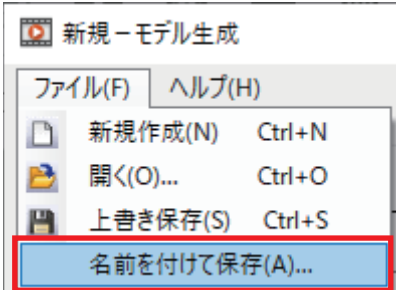 新規 – モデル生成
ファイル(F) ヘルプ(H)
新規作成(N) Ctrl+N
開く(O)... Ctrl+O
上書き保存(S) Ctrl+S
名前を付けて保存(A)...